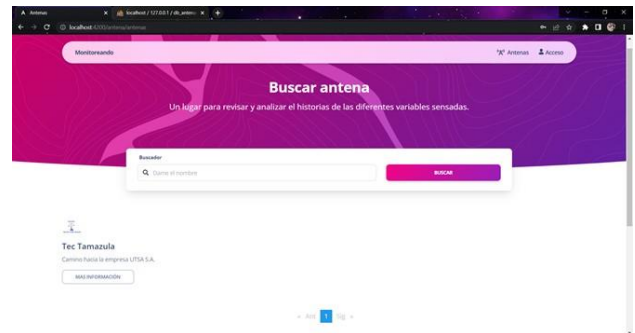 Antenas
localhost / 127.0.0.1 / db_antena
localhost:4200/antena/antenas
Monitoreando
Antenas
Acceso
Buscar antena
Un lugar para revisar y analizar el historias de las diferentes variables sensadas.
Buscador
Dame el nombre
BUSCAR
Tec Tamazula
Camino hacia la empresa UTSA S.A.
MAS INFORMACIÓN
« Ant 1 Sig »